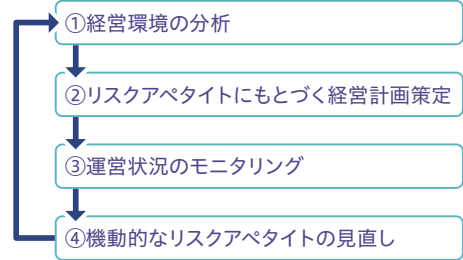 ①経営環境の分析
②リスクアペタイトにもとづく経営計画策定
③運営状況のモニタリング
④機動的なリスクアペタイトの見直し